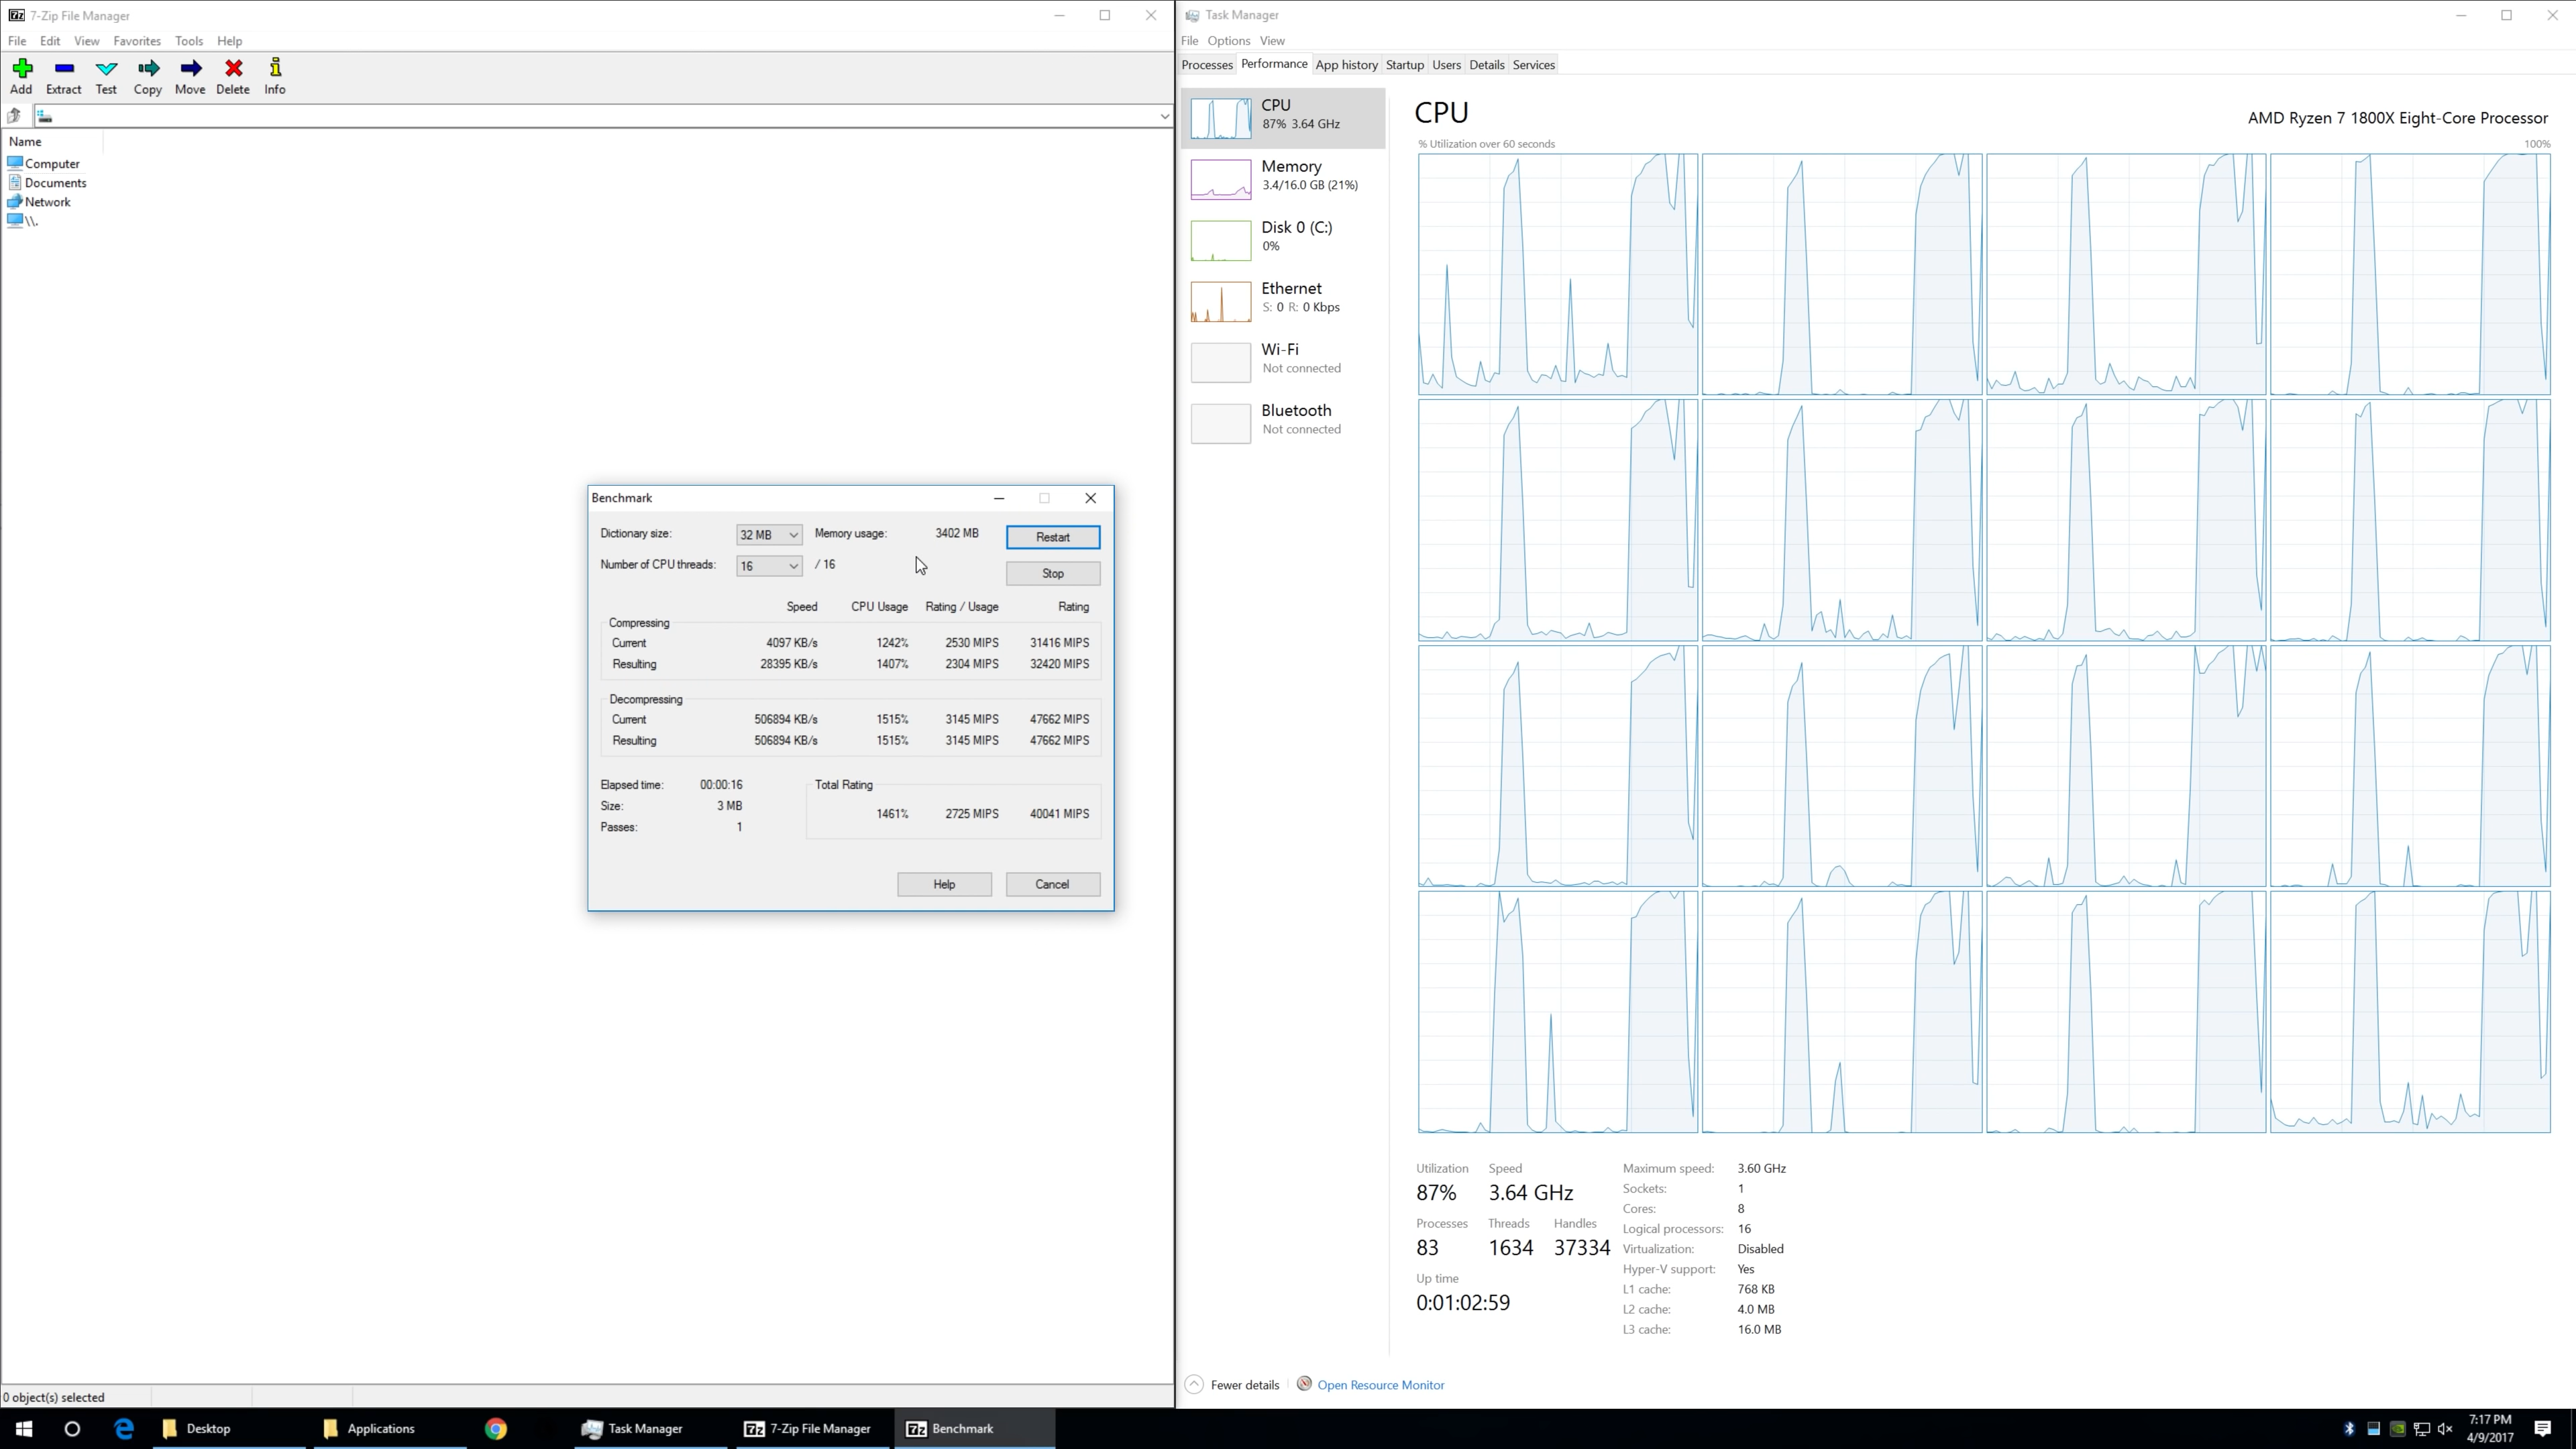 7-Zip File Manager
File Edit View Favorites Tools Help
Add Extract Test Copy Move Delete Info
Name
Computer
Documents
Network
\\.
Benchmark
Dictionary size: 32 MB Memory usage: 3402 MB Restart
Number of CPU threads: 16 / 16 Stop
Speed CPU Usage Rating / Usage Rating
Compressing
Current 4097 KB/s 1242% 2530 MIPS 31416 MIPS
Resulting 28395 KB/s 1407% 2304 MIPS 32420 MIPS
Decompressing
Current 506894 KB/s 1515% 3145 MIPS 47662 MIPS
Resulting 506894 KB/s 1515% 3145 MIPS 47662 MIPS
Elapsed time: 00:00:16 Total Rating
Size: 3 MB
1461% 2725 MIPS 40041 MIPS
Passes: 1
Help Cancel
0 object(s) selected
Task Manager
File Options View
Processes Performance App history Startup Users Details Services
CPU
87% 3.64 GHz
Memory
3.4/16.0 GB (21%)
Disk 0 (C:)
0%
Ethernet
S: 0 R: 0 Kbps
Wi-Fi
Not connected
Bluetooth
Not connected
CPU AMD Ryzen 7 1800X Eight-Core Processor
% Utilization over 60 seconds 100%
Utilization Speed
87% 3.64 GHz
Processes Threads Handles
83 1634 37334
Up time
0:01:02:59
Maximum speed: 3.60 GHz
Sockets: 1
Cores: 8
Logical processors: 16
Virtualization: Disabled
Hyper-V support: Yes
L1 cache: 768 KB
L2 cache: 4.0 MB
L3 cache: 16.0 MB
Fewer details Open Resource Monitor
Desktop Applications Task Manager 7-Zip File Manager Benchmark
7:17 PM
4/9/2017